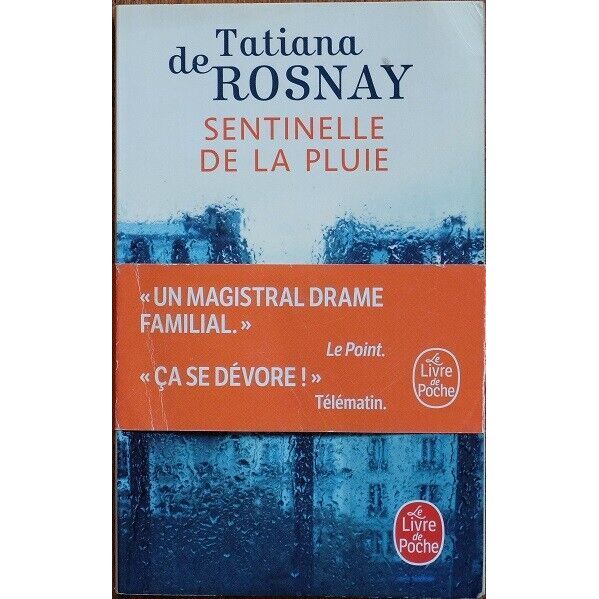 Tatiana
de ROSNAY
SENTINELLE
DE LA PLUIE
« UN MAGISTRAL DRAME
FAMILIAL. »
Le Point.
« ÇA SE DÉVORE ! »
Télématin.
Le
Livre
de
Poche
Le
Livre
de
Poche